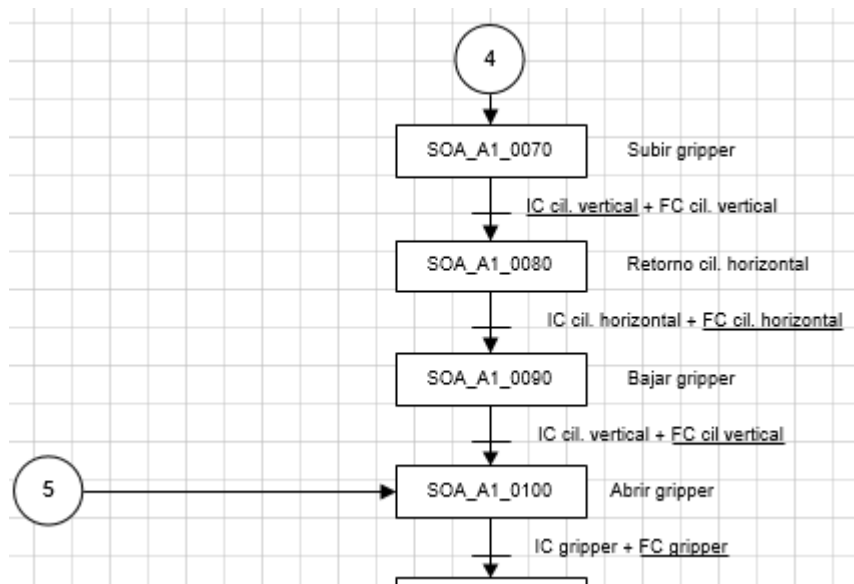 4
SOA_A1_0070 Subir gripper
IC cil. vertical + FC cil. vertical
SOA_A1_0080 Retorno cil. horizontal
IC cil. horizontal + FC cil. horizontal
SOA_A1_0090 Bajar gripper
IC cil. vertical + FC cil vertical
5 SOA_A1_0100 Abrir gripper
IC gripper + FC gripper